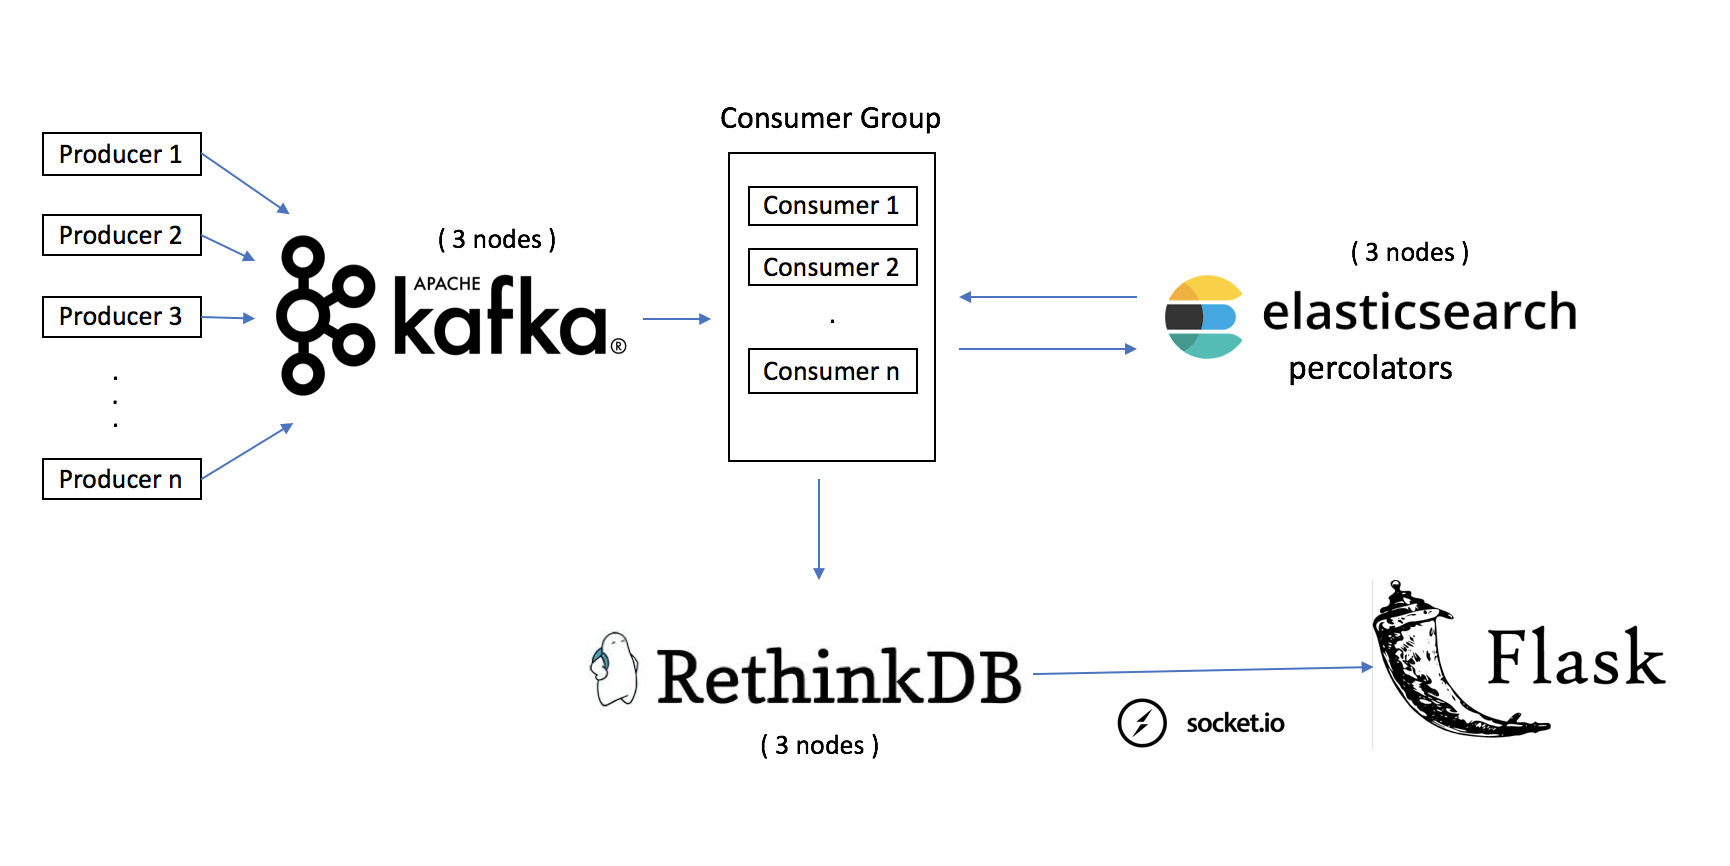 Consumer Group
Producer 1
Producer 2
Producer 3
.
.
.
Producer n
( 3 nodes )
APACHE
kafka®
Consumer 1
Consumer 2
.
Consumer n
( 3 nodes )
elasticsearch
percolators
RethinkDB
( 3 nodes )
socket.io
Flask